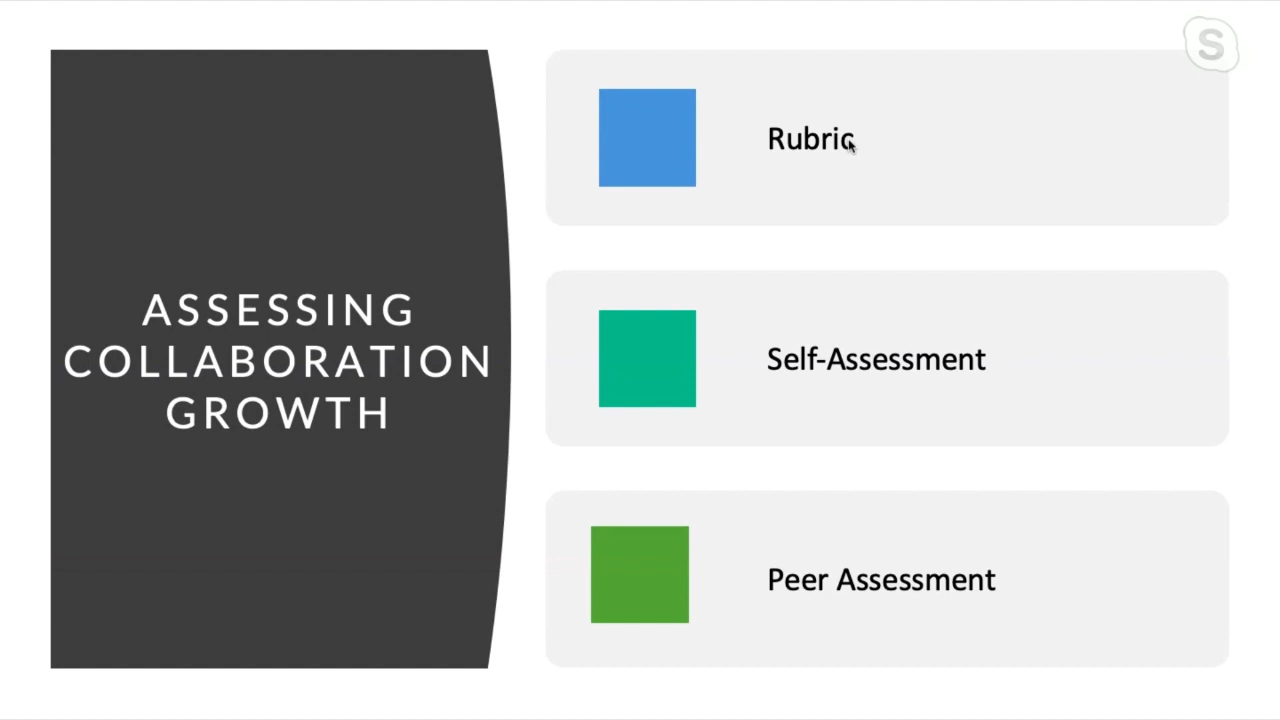 ASSESSING
COLLABORATION
GROWTH
Rubric
Self-Assessment
Peer Assessment
S